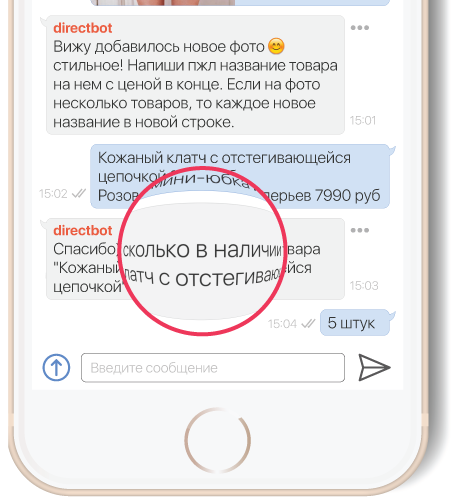 directbot
Вижу добавилось новое фото 😊
стильное! Напиши пжл название товара
на нем с ценой в конце. Если на фото
несколько товаров, то каждое новое
название в новой строке.
15:01
Кожаный клатч с отстегивающейся
цепочкой
мини-юбка
Розов перьев 7990 руб
15:02
directbot
Спасибо, сколько в наличии товара
"Кожаный клатч с отстегивающейся
цепочкой
15:03
15:04
5 штук
Введите сообщение